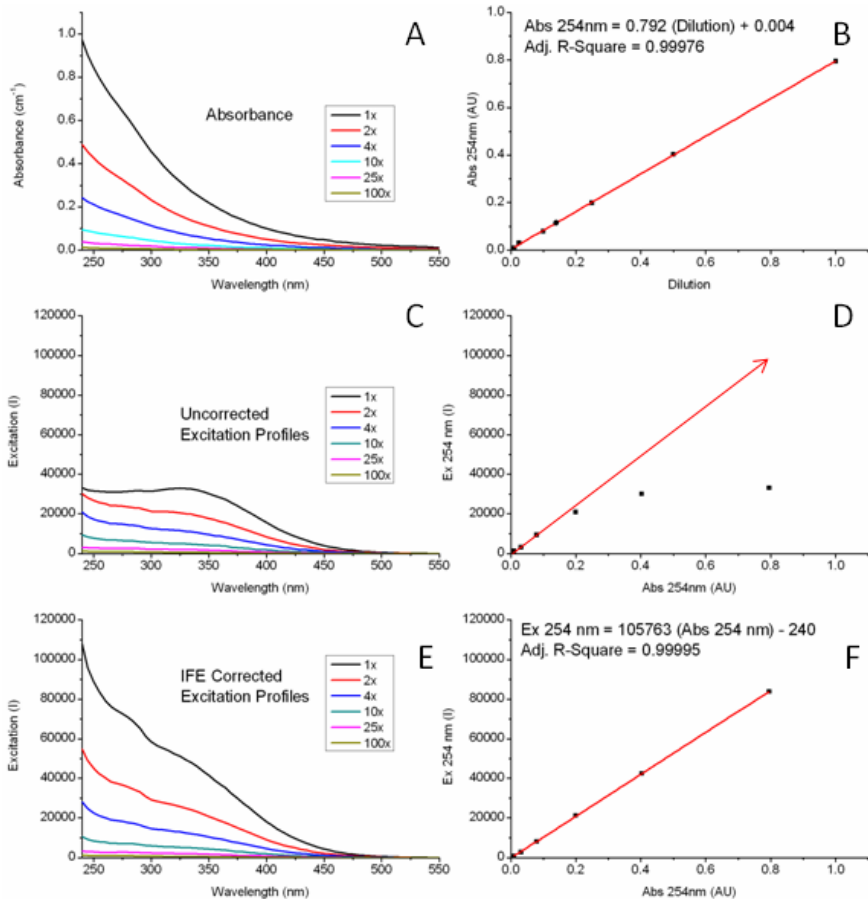 A
Absorbance (cm⁻¹)
1.0
0.8
0.6
0.4
0.2
0.0
Absorbance
1x
2x
4x
10x
25x
100x
250 300 350 400 450 500 550
Wavelength (nm)
B
Abs 254nm = 0.792 (Dilution) + 0.004
Adj. R-Square = 0.99976
Abs 254nm (AU)
1.0
0.8
0.6
0.4
0.2
0.0
0.0 0.2 0.4 0.6 0.8 1.0
Dilution
C
Excitation (I)
120000
100000
80000
60000
40000
20000
0
Uncorrected
Excitation Profiles
1x
2x
4x
10x
25x
100x
250 300 350 400 450 500 550
Wavelength (nm)
D
Ex 254 nm (I)
120000
100000
80000
60000
40000
20000
0
0.0 0.2 0.4 0.6 0.8 1.0
Abs 254nm (AU)
E
Excitation (I)
120000
100000
80000
60000
40000
20000
0
IFE Corrected
Excitation Profiles
1x
2x
4x
10x
25x
100x
250 300 350 400 450 500 550
Wavelength (nm)
F
Ex 254 nm = 105763 (Abs 254 nm) - 240
Adj. R-Square = 0.99995
Ex 254 nm (I)
120000
100000
80000
60000
40000
20000
0
0.0 0.2 0.4 0.6 0.8 1.0
Abs 254nm (AU)